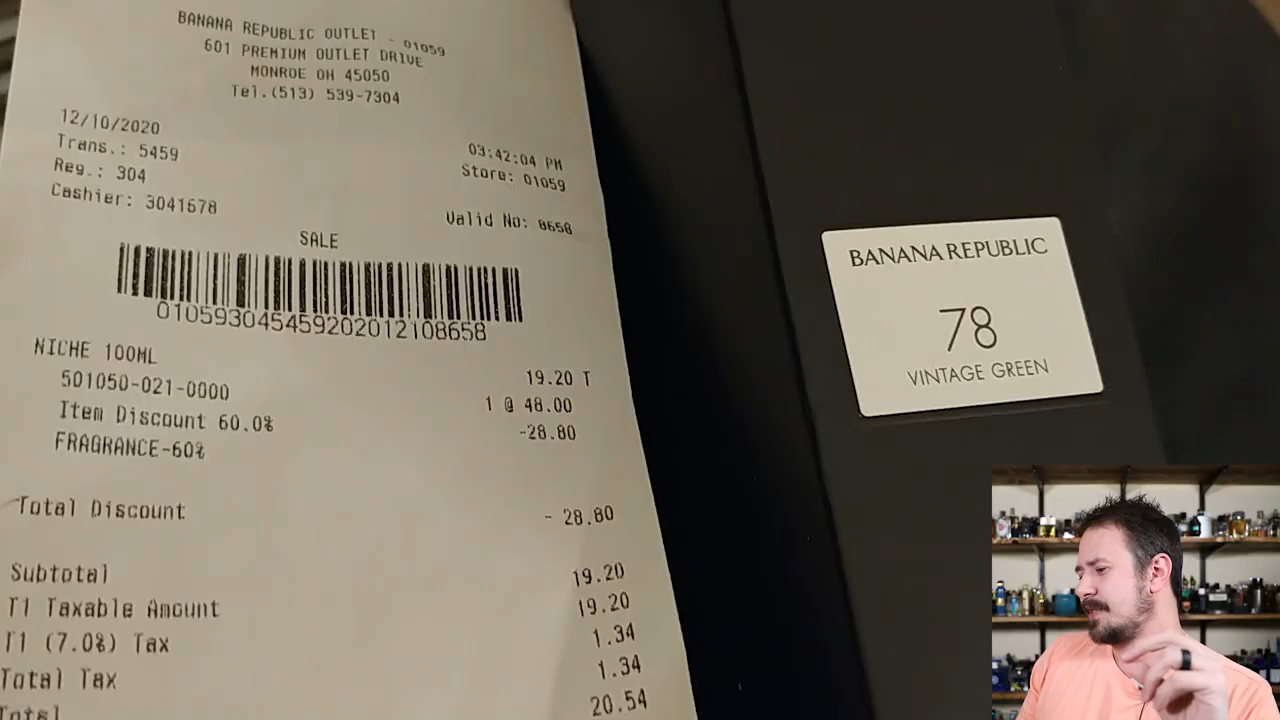 BANANA REPUBLIC OUTLET - 01059
601 PREMIUM OUTLET DRIVE
MONROE OH 45050
Tel.(513) 539-7304
12/10/2020 03:42:04 PM
Trans.: 5459 Store: 01059
Reg.: 304
Cashier: 3041678 Valid No: 8658
SALE
010593045459202012108658
NICHE 100ML 19.20 T
501050-021-0000 1 @ 48.00
Item Discount 60.0% -28.80
FRAGRANCE-60%
Total Discount - 28.80
Subtotal 19.20
T1 Taxable Amount 19.20
T1 (7.0%) Tax 1.34
Total Tax 1.34
Total 20.54
BANANA REPUBLIC
78
VINTAGE GREEN